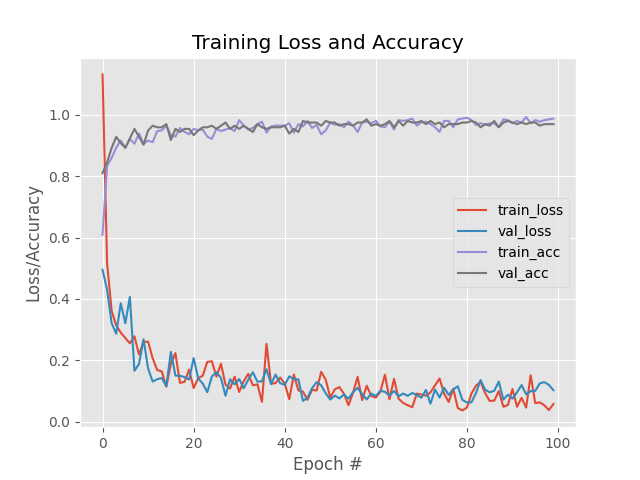 Training Loss and Accuracy
1.0
0.8
0.6
0.4
0.2
0.0
Loss/Accuracy
train_loss
val_loss
train_acc
val_acc
0 20 40 60 80 100
Epoch #